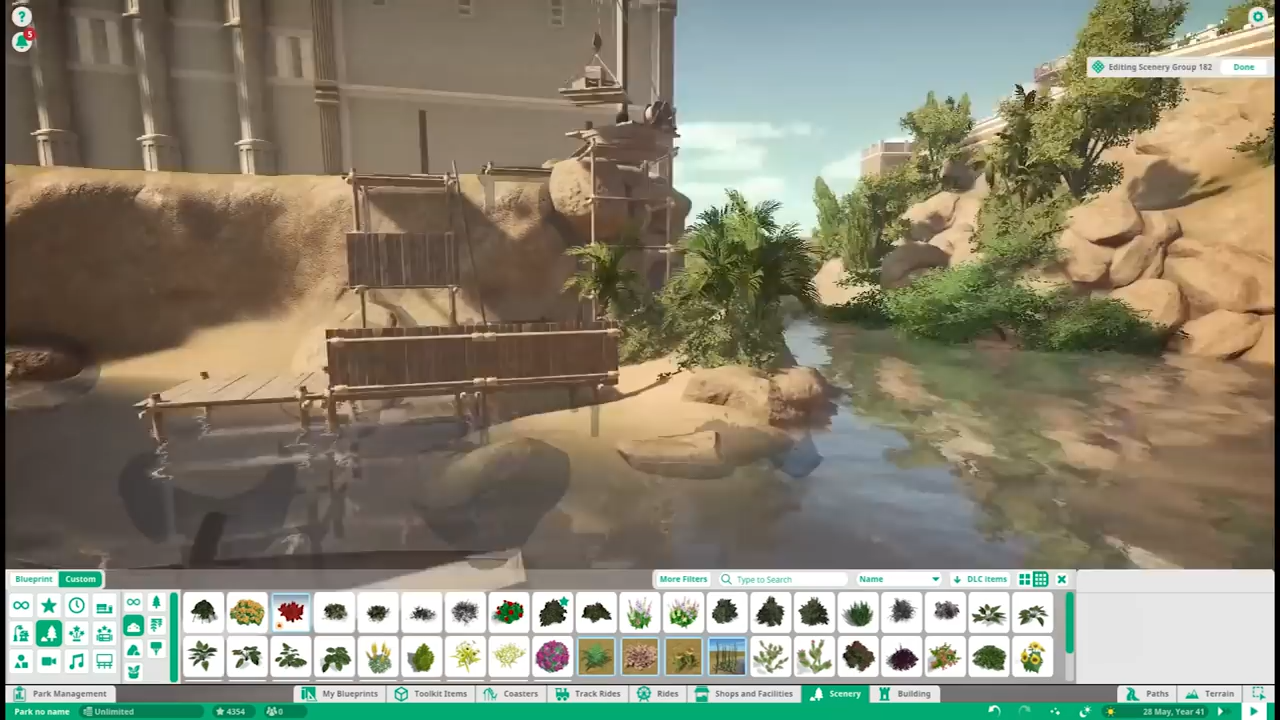 ?
5
Editing Scenery Group 182 Done
Blueprint Custom More Filters Type to Search Name DLC Items
Park Management My Blueprints Toolkit Items Coasters Track Rides Rides Shops and Facilities Scenery Building Paths Terrain
Park no name Unlimited 4354 0 28 May, Year 41